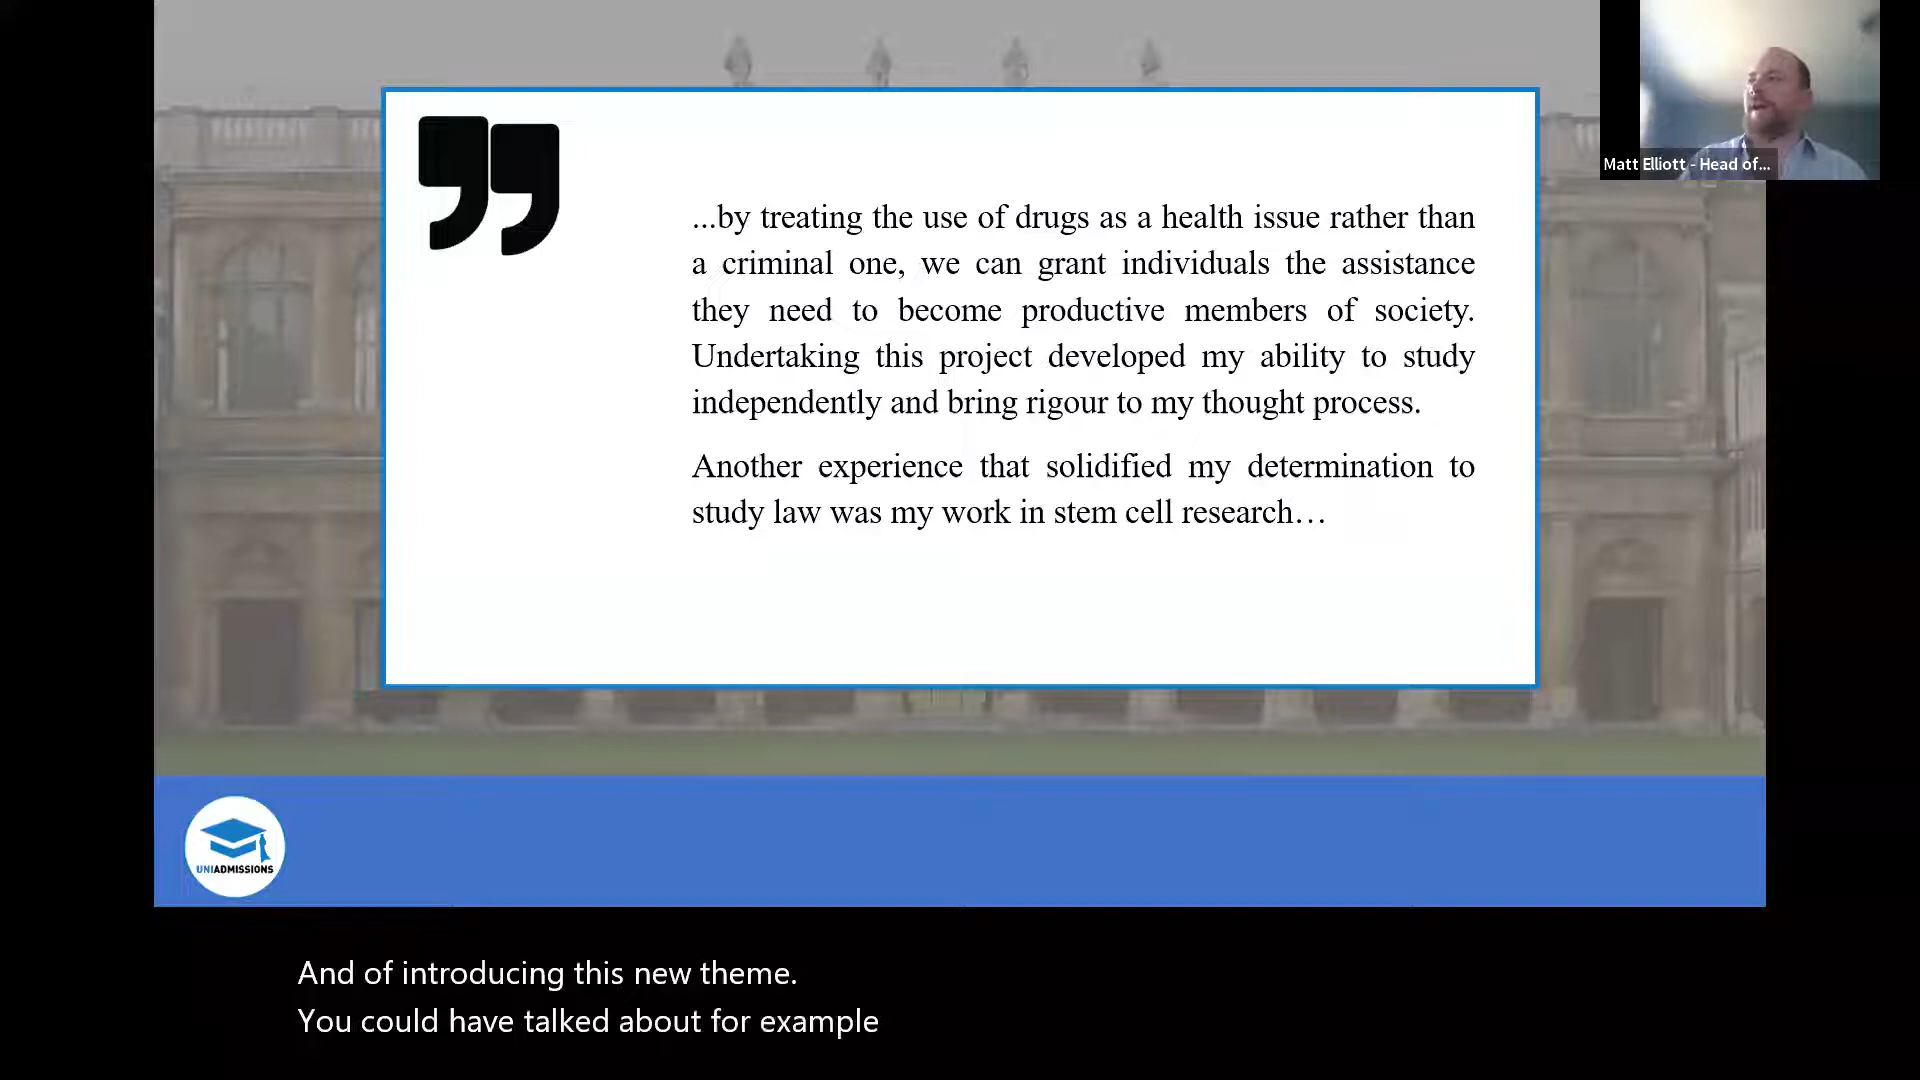 Matt Elliott - Head of...
...by treating the use of drugs as a health issue rather than
a criminal one, we can grant individuals the assistance
they need to become productive members of society.
Undertaking this project developed my ability to study
independently and bring rigour to my thought process.
Another experience that solidified my determination to
study law was my work in stem cell research…
UNIADMISSIONS
And of introducing this new theme.
You could have talked about for example